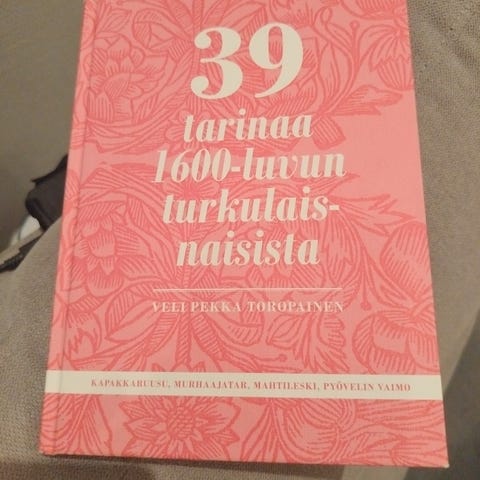 39
tarinaa
1600-luvun
turkulais-
naisista
VELI PEKKA TOROPAINEN
KAPAKKARUUSU, MURHAAJATAR, MAHTILESKI, PYÖVELIN VAIMO